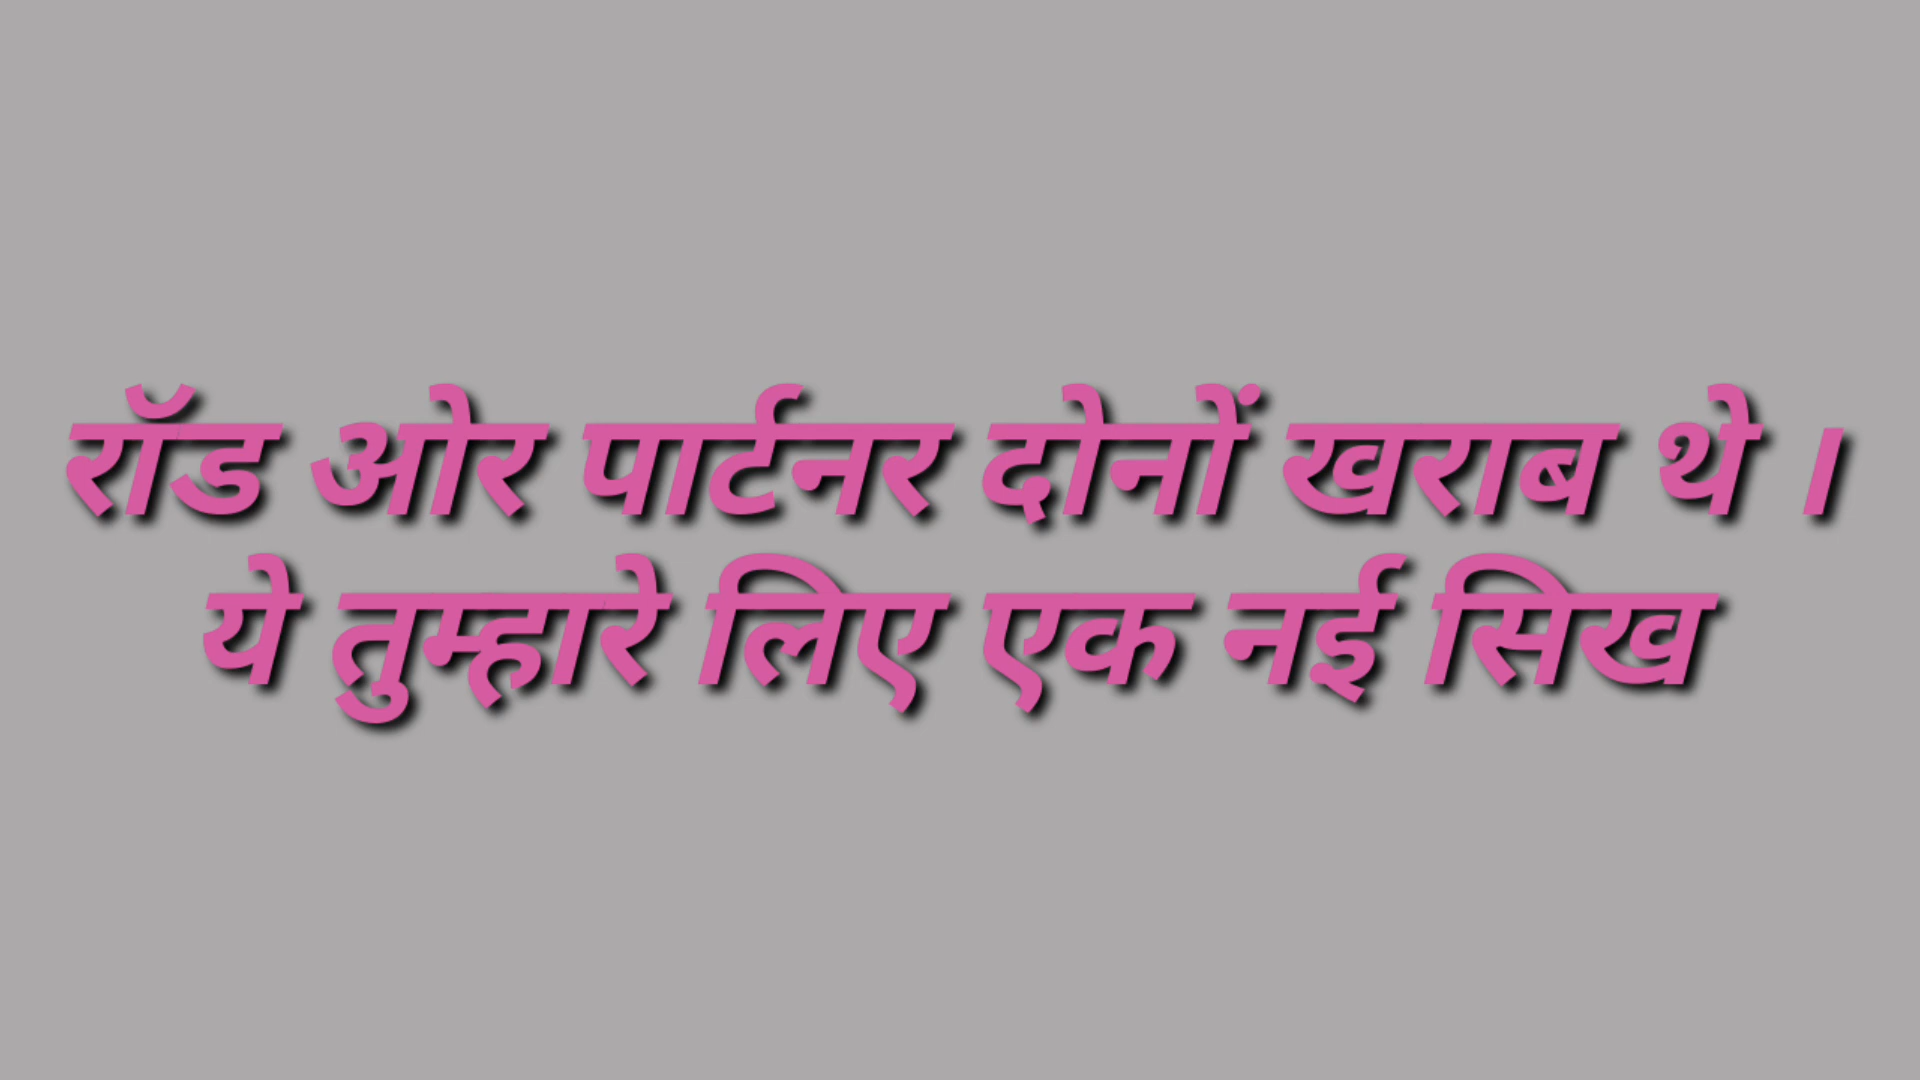 रॉड ओर पार्टनर दोनों खराब थे ।
ये तुम्हारे लिए एक नई सिख